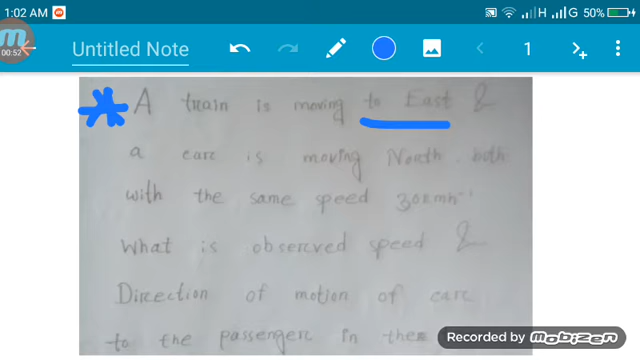 1:02 AM H G 50%
00:52 Untitled Note 1
A train is moving to East &
a care is moving North both
with the same speed 30kmh⁻¹
What is observed speed &
Direction of motion of care
to the passenger in the
Recorded by mobizen